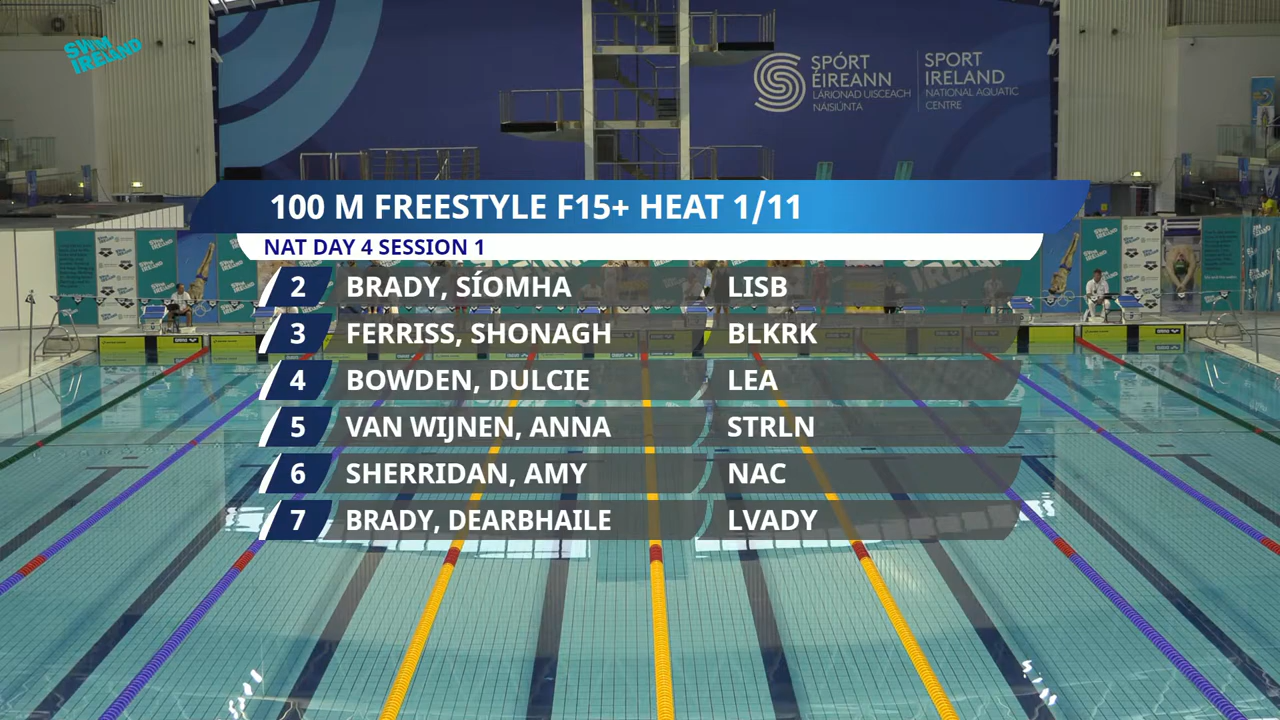 SWIM
IRELAND
SPÓRT
ÉIREANN
LÁRIONAD UISCEACH
NÁISIÚNTA
SPORT
IRELAND
NATIONAL AQUATIC
CENTRE
100 M FREESTYLE F15+ HEAT 1/11
NAT DAY 4 SESSION 1
2 BRADY, SÍOMHA LISB
3 FERRISS, SHONAGH BLKRK
4 BOWDEN, DULCIE LEA
5 VAN WIJNEN, ANNA STRLN
6 SHERRIDAN, AMY NAC
7 BRADY, DEARBHAILE LVADY